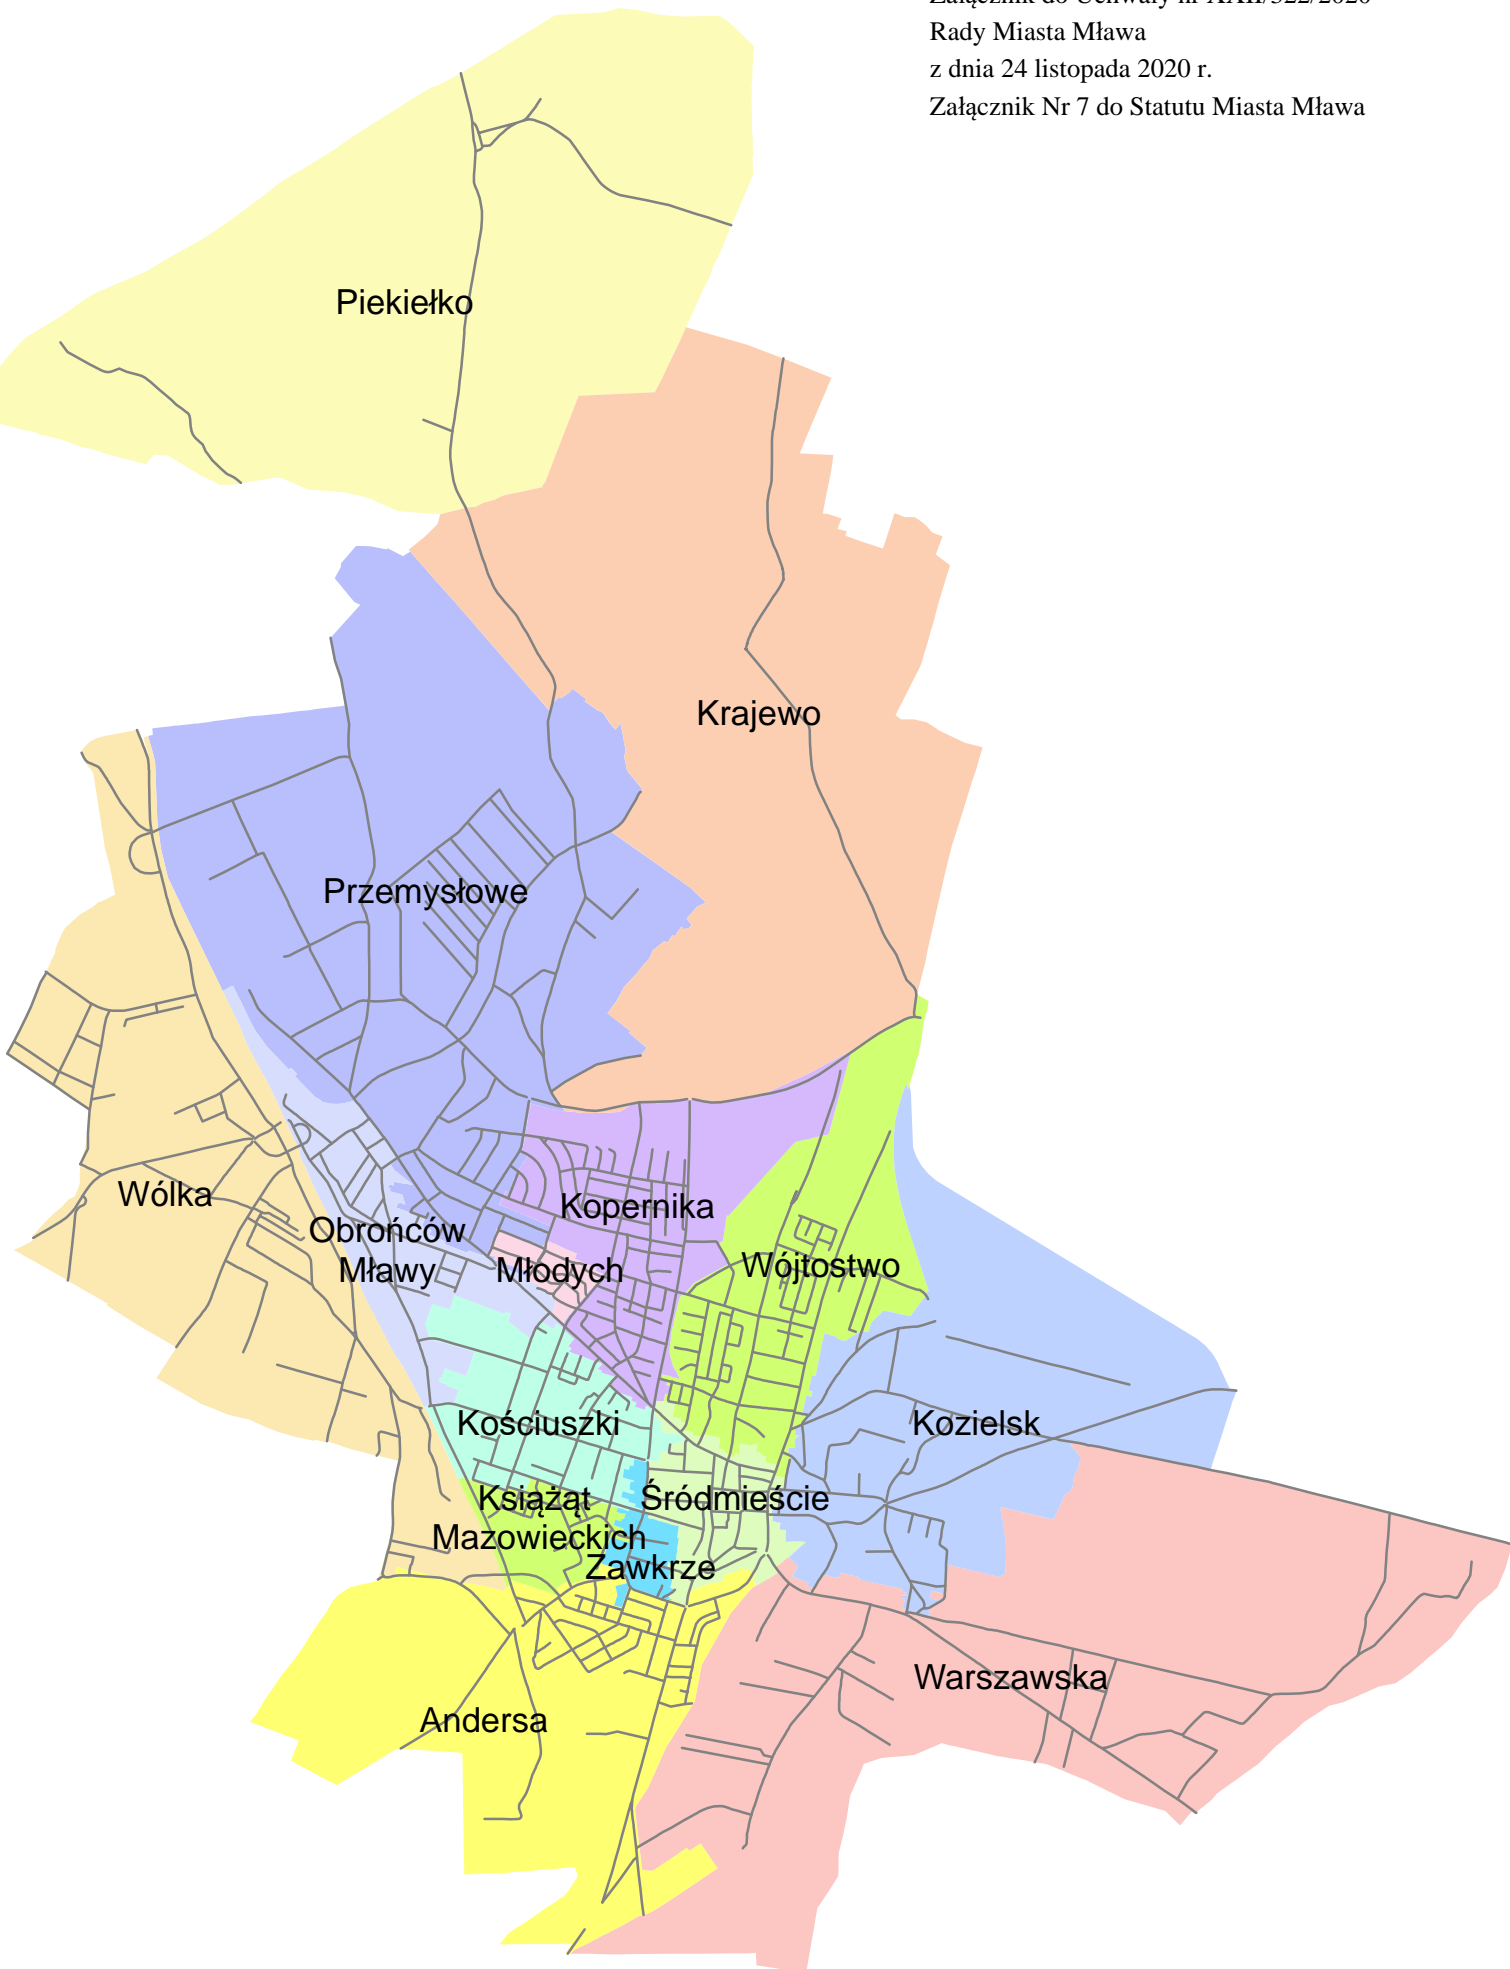 Rady Miasta Mława
z dnia 24 listopada 2020 r.
Załącznik Nr 7 do Statutu Miasta Mława
Piekiełko
Krajewo
Przemysłowe
Wólka
Obrońców
Mławy
Kopernika
Młodych
Wójtostwo
Kościuszki
Kozielsk
Książąt
Mazowieckich
Śródmieście
Zawkrze
Warszawska
Andersa